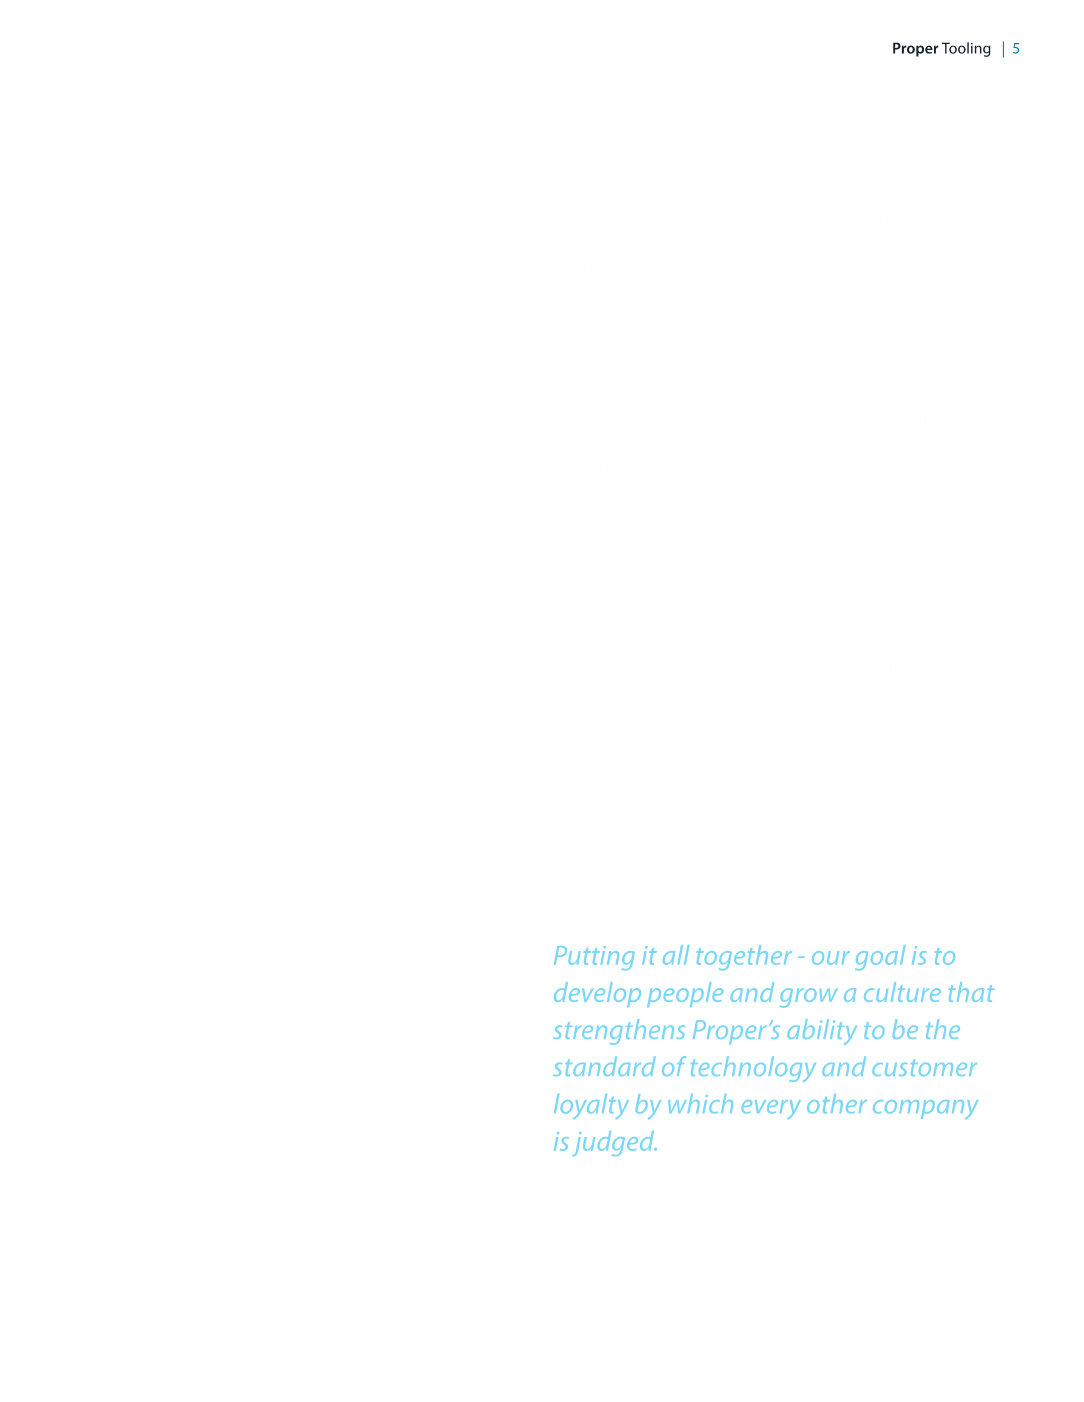 Proper Tooling | 5
Putting it all together - our goal is to
develop people and grow a culture that
strengthens Proper’s ability to be the
standard of technology and customer
loyalty by which every other company
is judged.